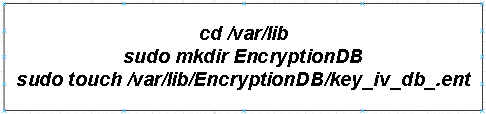 cd /var/lib
sudo mkdir EncryptionDB
sudo touch /var/lib/EncryptionDB/key_iv_db_.ent